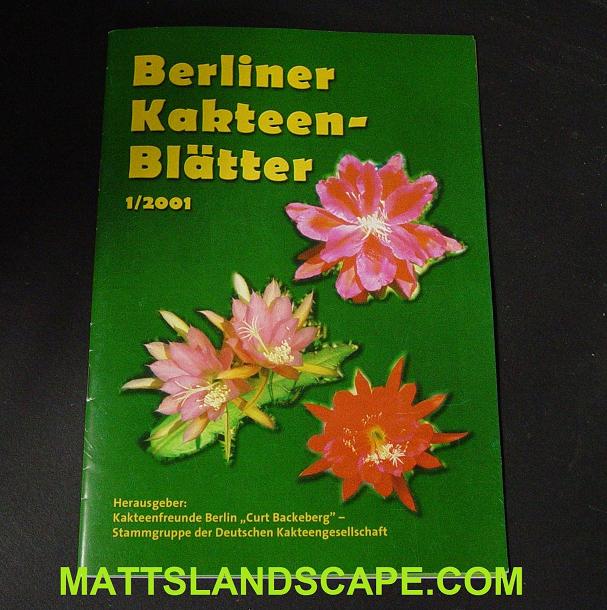 Berliner
Kakteen-
Blätter
1/2001
Herausgeber:
Kakteenfreunde Berlin „Curt Backeberg” –
Stammgruppe der Deutschen Kakteengesellschaft
MATTSLANDSCAPE.COM